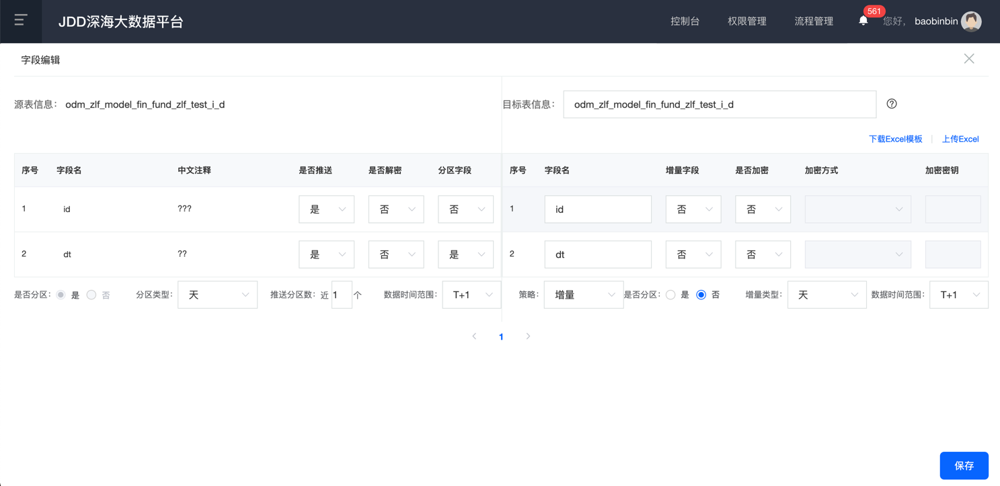 JDD深海大数据平台 控制台 权限管理 流程管理 561 您好, baobinbin
字段编辑
源表信息: odm_zlf_model_fin_fund_zlf_test_i_d 目标表信息: odm_zlf_model_fin_fund_zlf_test_i_d ?
下载Excel模板 上传Excel
序号 字段名 中文注释 是否推送 是否解密 分区字段 序号 字段名 增量字段 是否加密 加密方式 加密密钥
1 id ??? 是 否 否 1 id 否 否
2 dt ?? 是 否 是 2 dt 否 否
是否分区: 是 否 分区类型: 天 推送分区数: 近 1 个 数据时间范围: T+1 策略: 增量 是否分区: 是 否 增量类型: 天 数据时间范围: T+1
1
保存